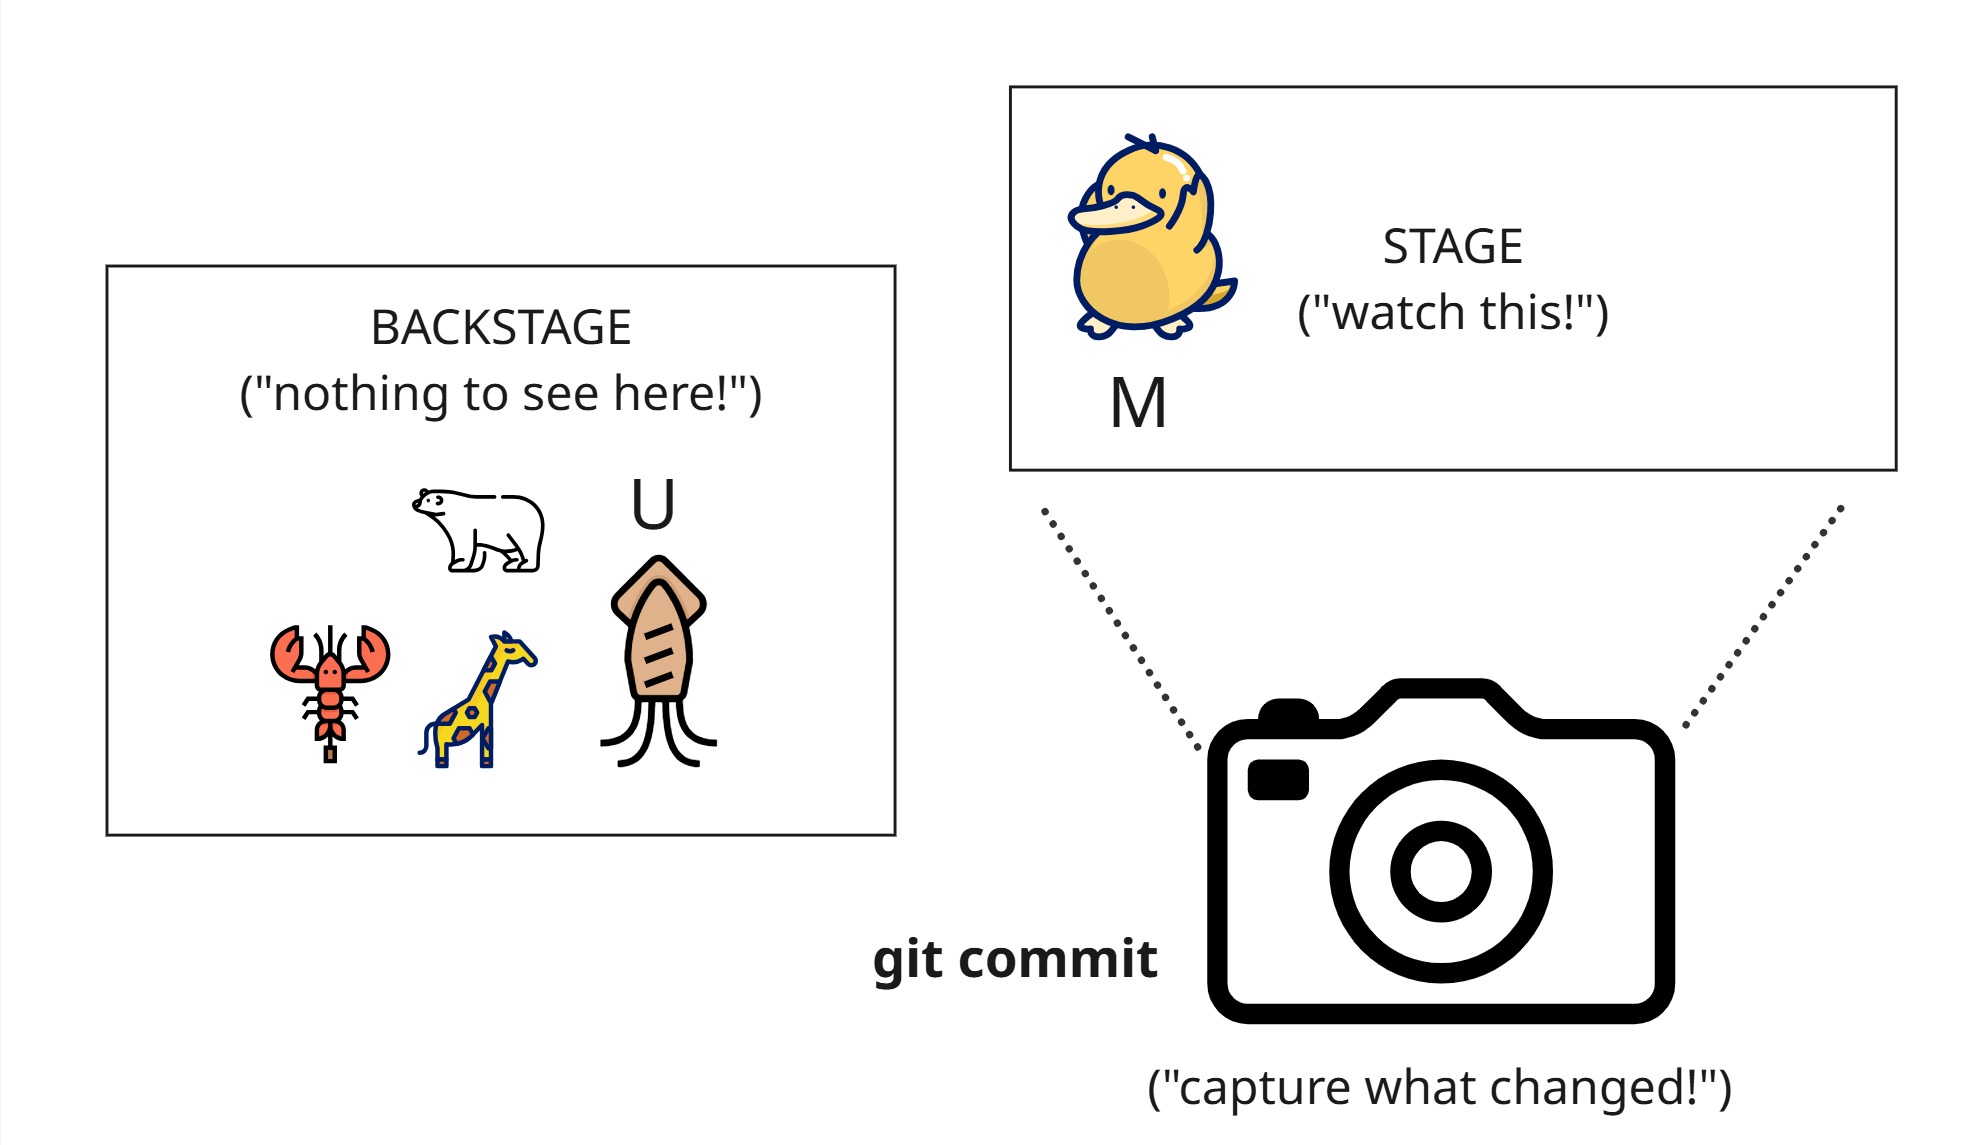 BACKSTAGE
("nothing to see here!")
U
STAGE
("watch this!")
M
git commit
("capture what changed!")